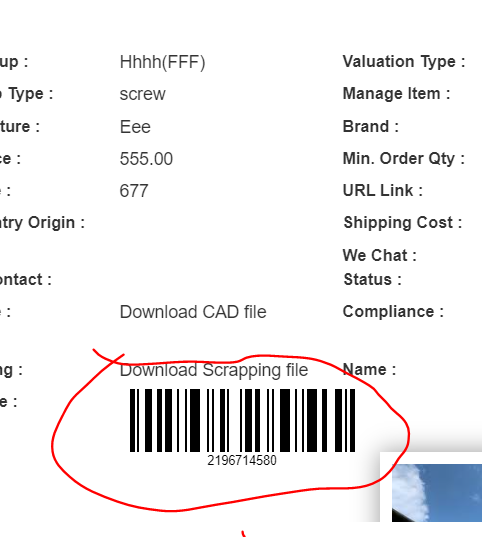 up : Hhhh(FFF) Valuation Type :
Type : screw Manage Item :
ture : Eee Brand :
ce : 555.00 Min. Order Qty :
: 677 URL Link :
ntry Origin : Shipping Cost :
We Chat :
ontact : Status :
: Download CAD file Compliance :
ng : Download Scrapping file Name :
e :
2196714580